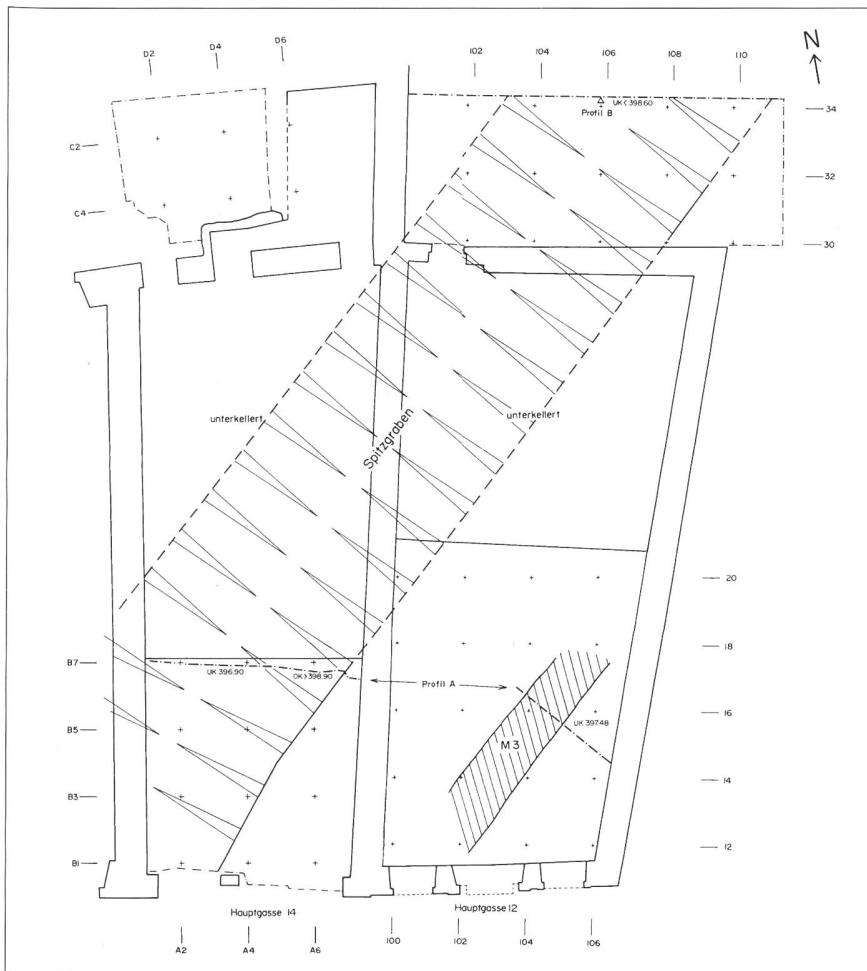 D2
D4
D6
102
104
106
108
110
N
C2
C4
34
32
30
UK < 398.60
Profil B
unterkellert
Spitzgraben
unterkellert
20
18
16
14
12
B7
B5
B3
B1
UK 396.90
OK > 398.90
Profil A
UK 397.48
M 3
Hauptgasse 14
Hauptgasse 12
A2
A4
A6
100
102
104
106